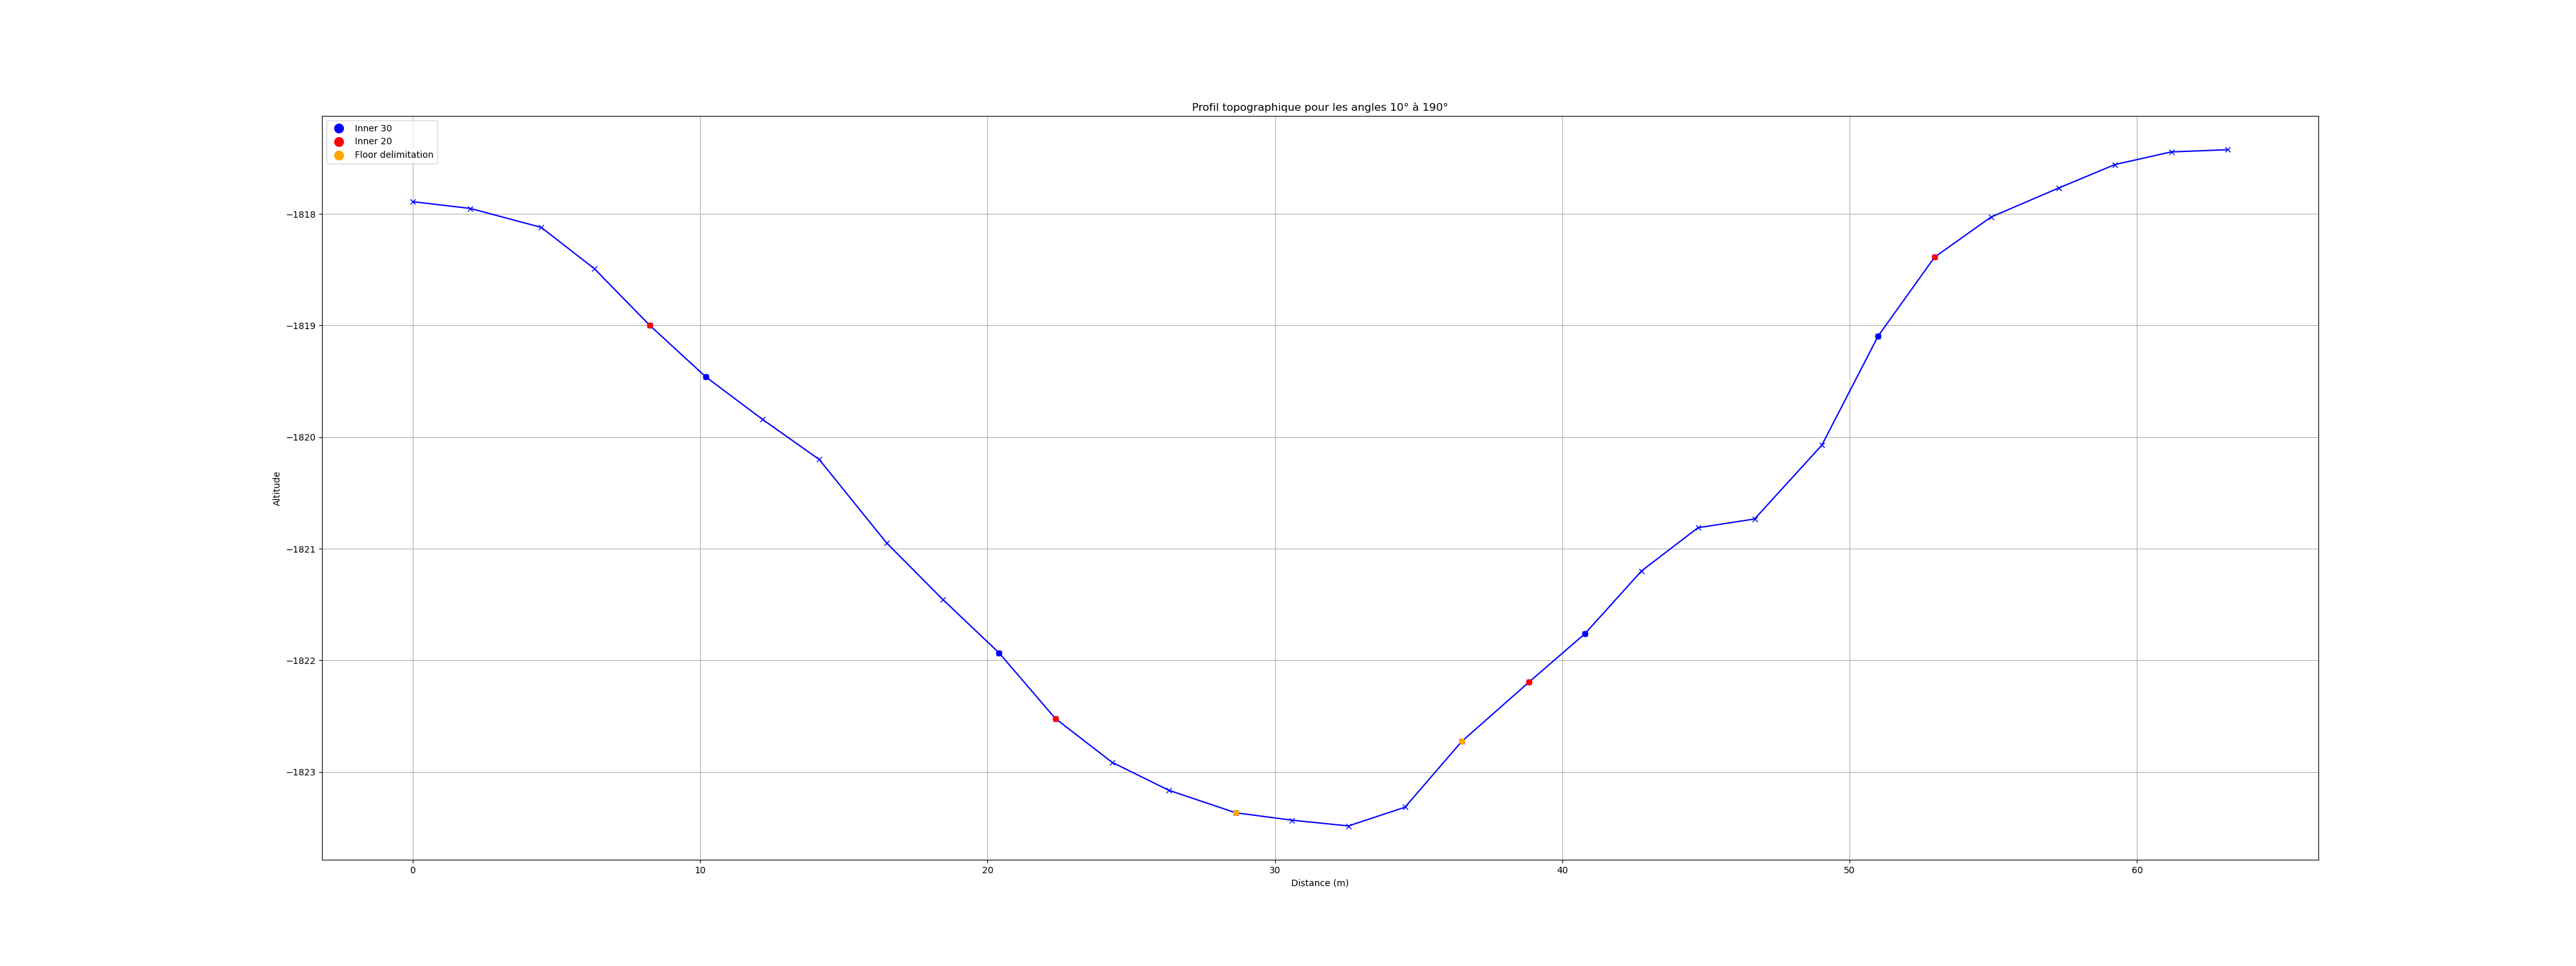 Profil topographique pour les angles 10° à 190°
Inner 30
Inner 20
Floor delimitation
−1818
−1819
−1820
−1821
−1822
−1823
Altitude
0 10 20 30 40 50 60
Distance (m)